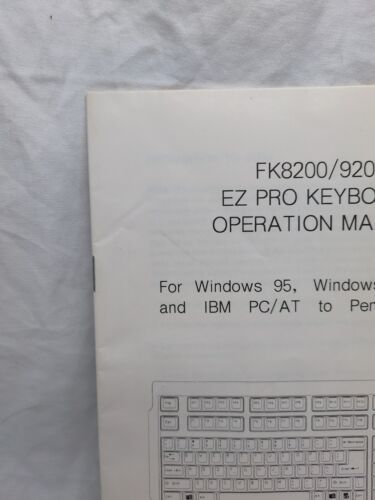 FK8200/920
EZ PRO KEYBO
OPERATION MA
For Windows 95, Windows
and IBM PC/AT to Pen